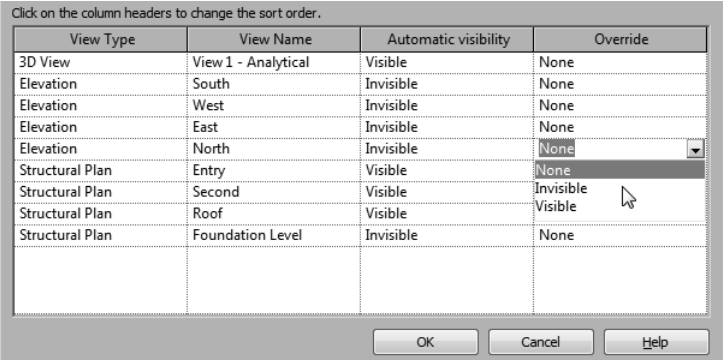 Click on the column headers to change the sort order.
View Type View Name Automatic visibility Override
3D View View 1 - Analytical Visible None
Elevation South Invisible None
Elevation West Invisible None
Elevation East Invisible None
Elevation North Invisible None
Structural Plan Entry Visible None
Structural Plan Second Visible Invisible
Structural Plan Roof Visible Visible
Structural Plan Foundation Level Invisible None
OK Cancel Help